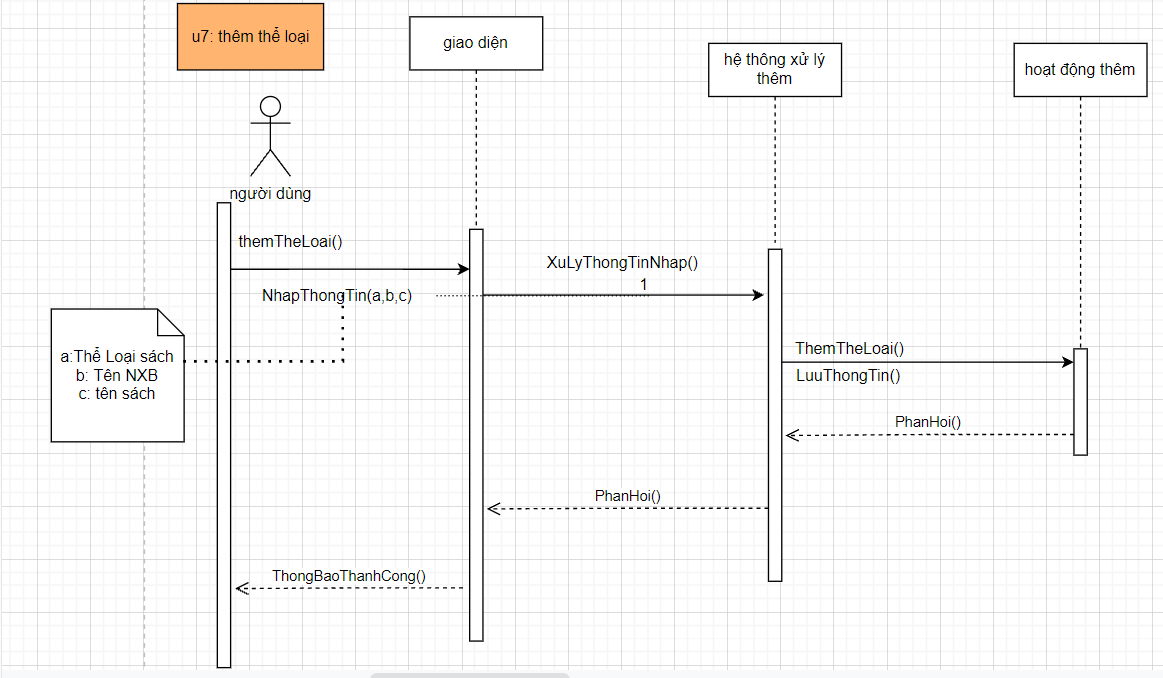 u7: thêm thể loại
giao diện
hệ thông xử lý
thêm
hoạt động thêm
người dùng
themTheLoai()
XuLyThongTinNhap()
1
NhapThongTin(a,b,c)
a:Thể Loại sách
b: Tên NXB
c: tên sách
ThemTheLoai()
LuuThongTin()
PhanHoi()
PhanHoi()
ThongBaoThanhCong()